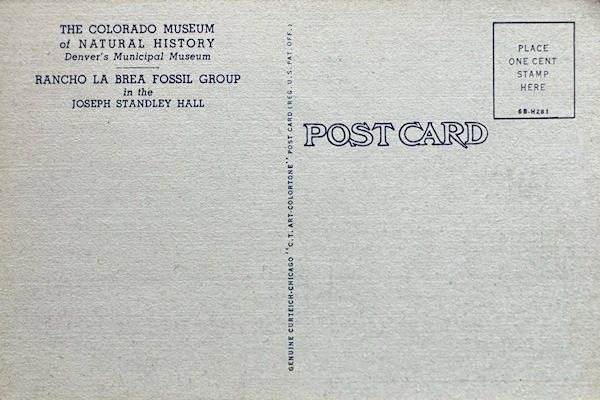 THE COLORADO MUSEUM
of NATURAL HISTORY
Denver's Municipal Museum
RANCHO LA BREA FOSSIL GROUP
in the
JOSEPH STANDLEY HALL
GENUINE CURTEICH-CHICAGO "C.T. ART-COLORTONE" POST CARD (REG. U.S. PAT. OFF.)
POST CARD
PLACE
ONE CENT
STAMP
HERE
6B-H281